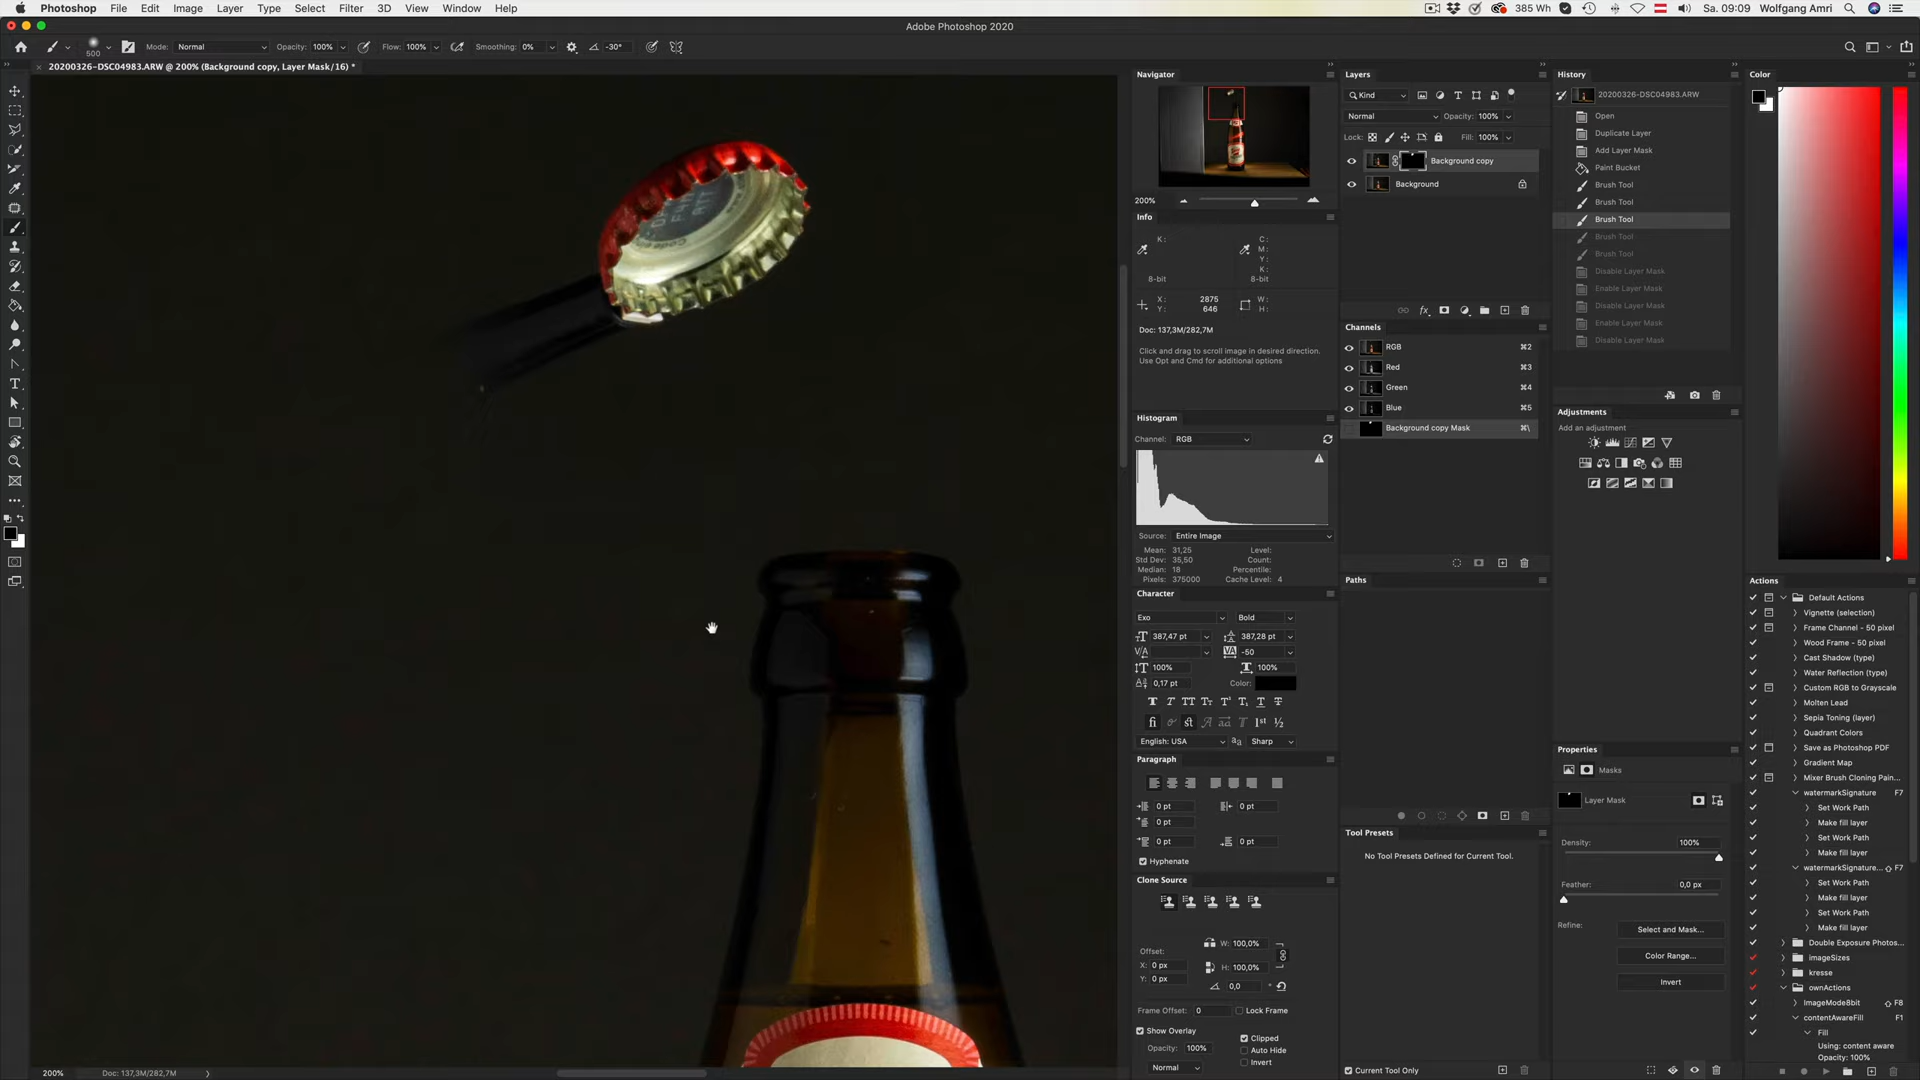 Photoshop File Edit Image Layer Type Select Filter 3D View Window Help 385 Wh Sa. 09:09 Wolfgang Amri
Adobe Photoshop 2020
500 Mode: Normal Opacity: 100% Flow: 100% Smoothing: 0% -30°
20200326-DSC04983.ARW @ 200% (Background copy, Layer Mask/16) *
Navigator
200%
Info
K:
C:
M:
Y:
K:
8-bit 8-bit
X: 2875
Y: 646
W:
H:
Doc: 137,3M/282,7M
Click and drag to scroll image in desired direction.
Use Opt and Cmd for additional options
Histogram
Channel: RGB
Source: Entire Image
Mean: 31,25 Level:
Std Dev: 35,50 Count:
Median: 18 Percentile:
Pixels: 375000 Cache Level: 4
Character
Exo Bold
387,47 pt 387,28 pt
-50
100% 100%
0,17 pt Color:
English: USA Sharp
Paragraph
0 pt 0 pt
0 pt
0 pt 0 pt
Hyphenate
Clone Source
Offset: W: 100,0%
X: 0 px H: 100,0%
Y: 0 px 0,0 °
Frame Offset: 0 Lock Frame
Show Overlay Clipped
Opacity: 100% Auto Hide
Normal Invert
Layers
Kind
Normal Opacity: 100%
Lock: Fill: 100%
Background copy
Background
fx
Channels
RGB ⌘2
Red ⌘3
Green ⌘4
Blue ⌘5
Background copy Mask ⌘\
Paths
Tool Presets
No Tool Presets Defined for Current Tool.
Current Tool Only
History
20200326-DSC04983.ARW
Open
Duplicate Layer
Add Layer Mask
Paint Bucket
Brush Tool
Brush Tool
Brush Tool
Brush Tool
Brush Tool
Disable Layer Mask
Enable Layer Mask
Disable Layer Mask
Enable Layer Mask
Disable Layer Mask
Adjustments
Add an adjustment
Properties
Masks
Layer Mask
Density: 100%
Feather: 0,0 px
Refine: Select and Mask...
Color Range...
Invert
Color
Actions
Default Actions
Vignette (selection)
Frame Channel - 50 pixel
Wood Frame - 50 pixel
Cast Shadow (type)
Water Reflection (type)
Custom RGB to Grayscale
Molten Lead
Sepia Toning (layer)
Quadrant Colors
Save as Photoshop PDF
Gradient Map
Mixer Brush Cloning Pain...
watermarkSignature F7
Set Work Path
Make fill layer
Set Work Path
Make fill layer
watermarkSignature... F7
Set Work Path
Make fill layer
Set Work Path
Make fill layer
Double Exposure Photos...
imageSizes
kresse
ownActions
ImageMode8bit F8
contentAwareFill F1
Fill
Using: content aware
Opacity: 100%
200% Doc: 137,3M/282,7M